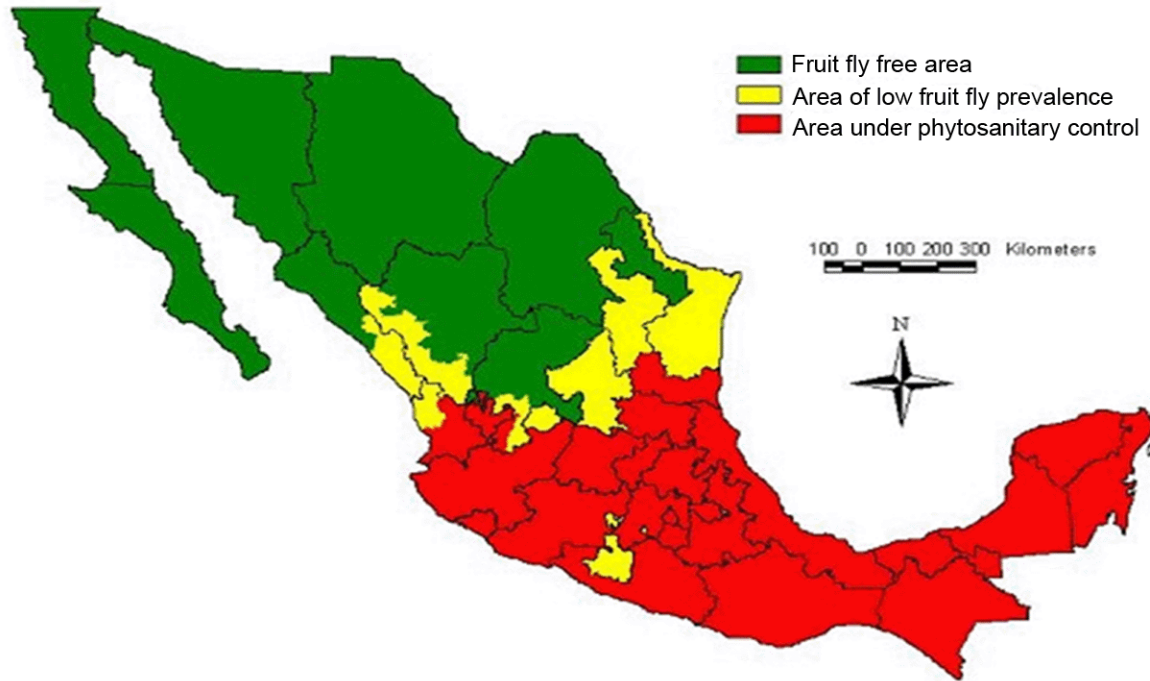 Fruit fly free area
Area of low fruit fly prevalence
Area under phytosanitary control
100 0 100 200 300 Kilometers
N